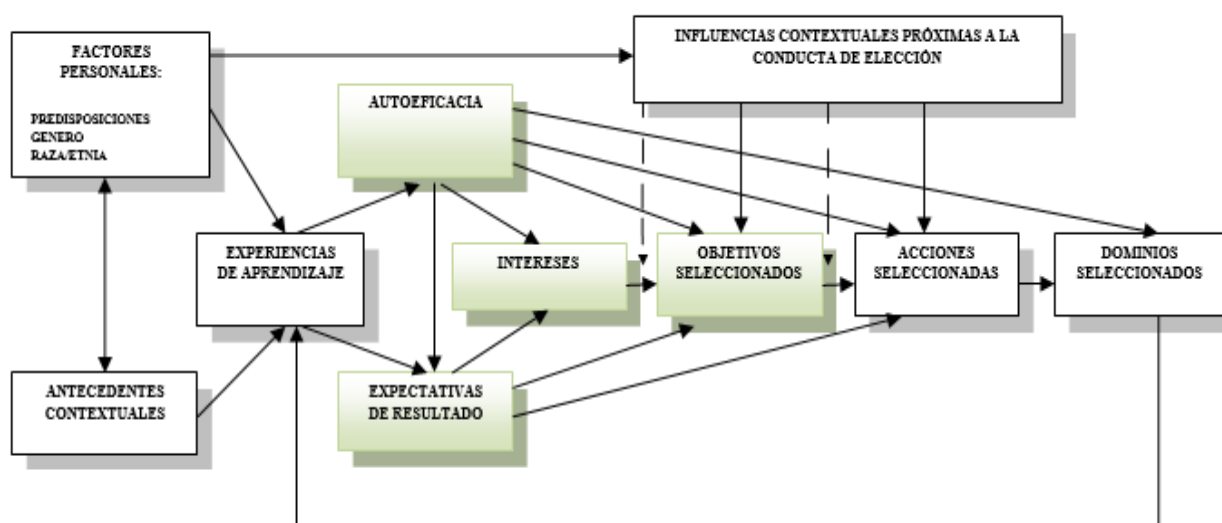 FACTORES
PERSONALES:
PREDISPOSICIONES
GENERO
RAZA/ETNIA
INFLUENCIAS CONTEXTUALES PRÓXIMAS A LA
CONDUCTA DE ELECCIÓN
AUTOEFICACIA
EXPERIENCIAS
DE APRENDIZAJE
INTERESES
OBJETIVOS
SELECCIONADOS
ACCIONES
SELECCIONADAS
DOMINIOS
SELECCIONADOS
ANTECEDENTES
CONTEXTUALES
EXPECTATIVAS
DE RESULTADO